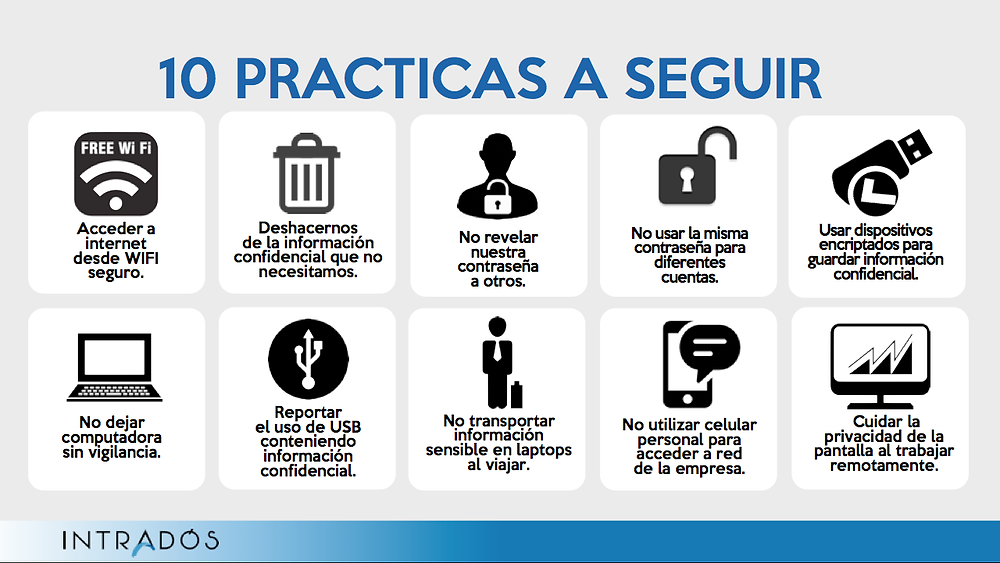 10 PRACTICAS A SEGUIR
FREE Wi Fi
Acceder a
internet
desde WIFI
seguro.
Deshacernos
de la información
confidencial que no
necesitamos.
No revelar
nuestra
contraseña
a otros.
No usar la misma
contraseña para
diferentes
cuentas.
Usar dispositivos
encriptados para
guardar información
confidencial.
No dejar
computadora
sin vigilancia.
Reportar
el uso de USB
conteniendo
información
confidencial.
No transportar
información
sensible en laptops
al viajar.
No utilizar celular
personal para
acceder a red
de la empresa.
Cuidar la
privacidad de la
pantalla al trabajar
remotamente.
INTRADÓS